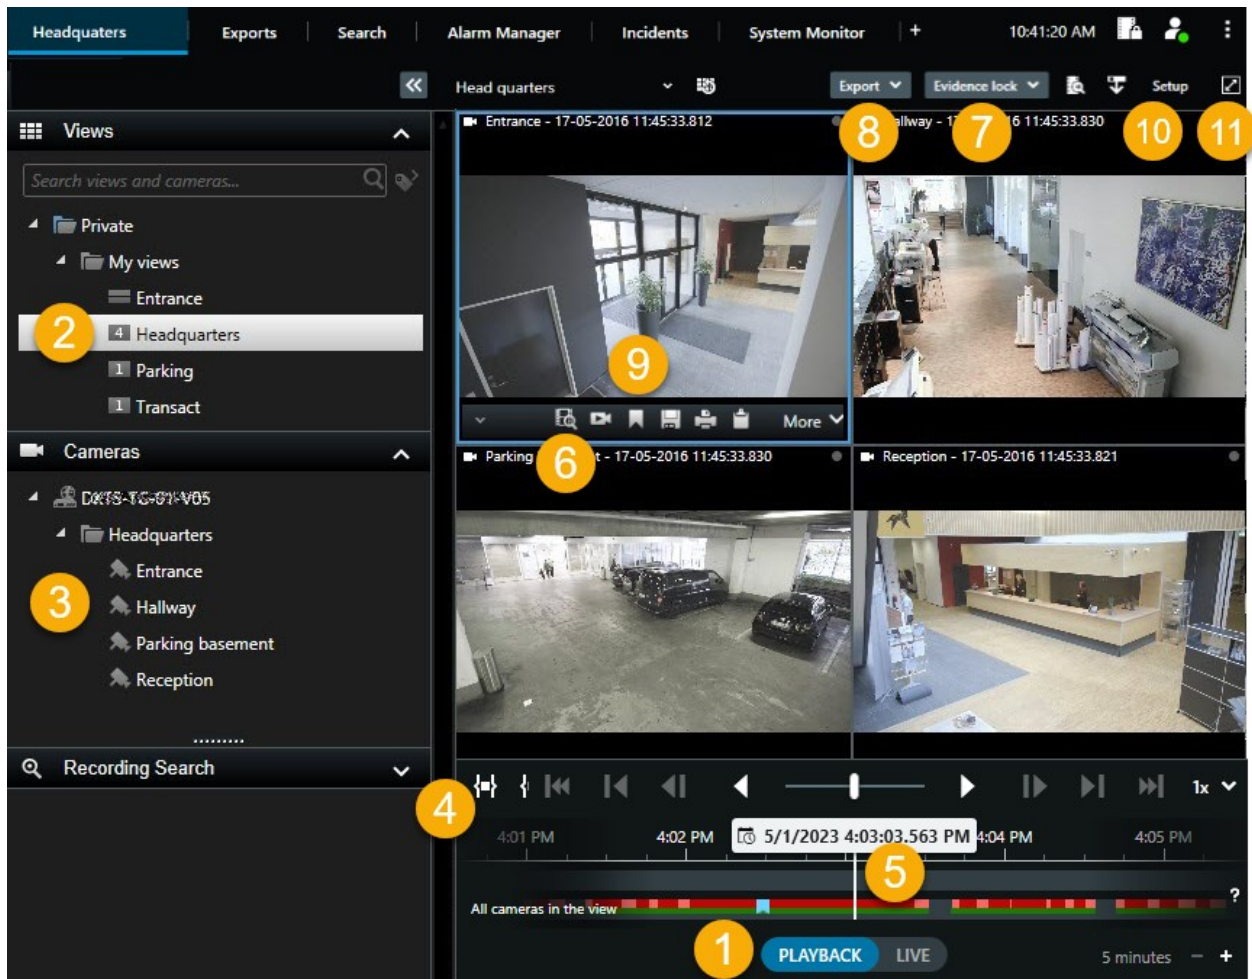 Headquaters Exports Search Alarm Manager Incidents System Monitor + 10:41:20 AM
Head quarters Export Evidence lock Setup
8 7 10 11
Views
Search views and cameras...
Private
My views
Entrance
2 4 Headquarters
1 Parking
1 Transact
Cameras
Headquarters
Entrance
3 Hallway
Parking basement
Reception
Recording Search
Entrance - 17-05-2016 11:45:33.812
allway - 1 16 11:45:33.830
9
More
6
Parking t - 17-05-2016 11:45:33.830
Reception - 17-05-2016 11:45:33.821
4 1x
4:01 PM 4:02 PM 5/1/2023 4:03:03.563 PM 4:04 PM 4:05 PM
5
All cameras in the view ?
1 PLAYBACK LIVE 5 minutes - +